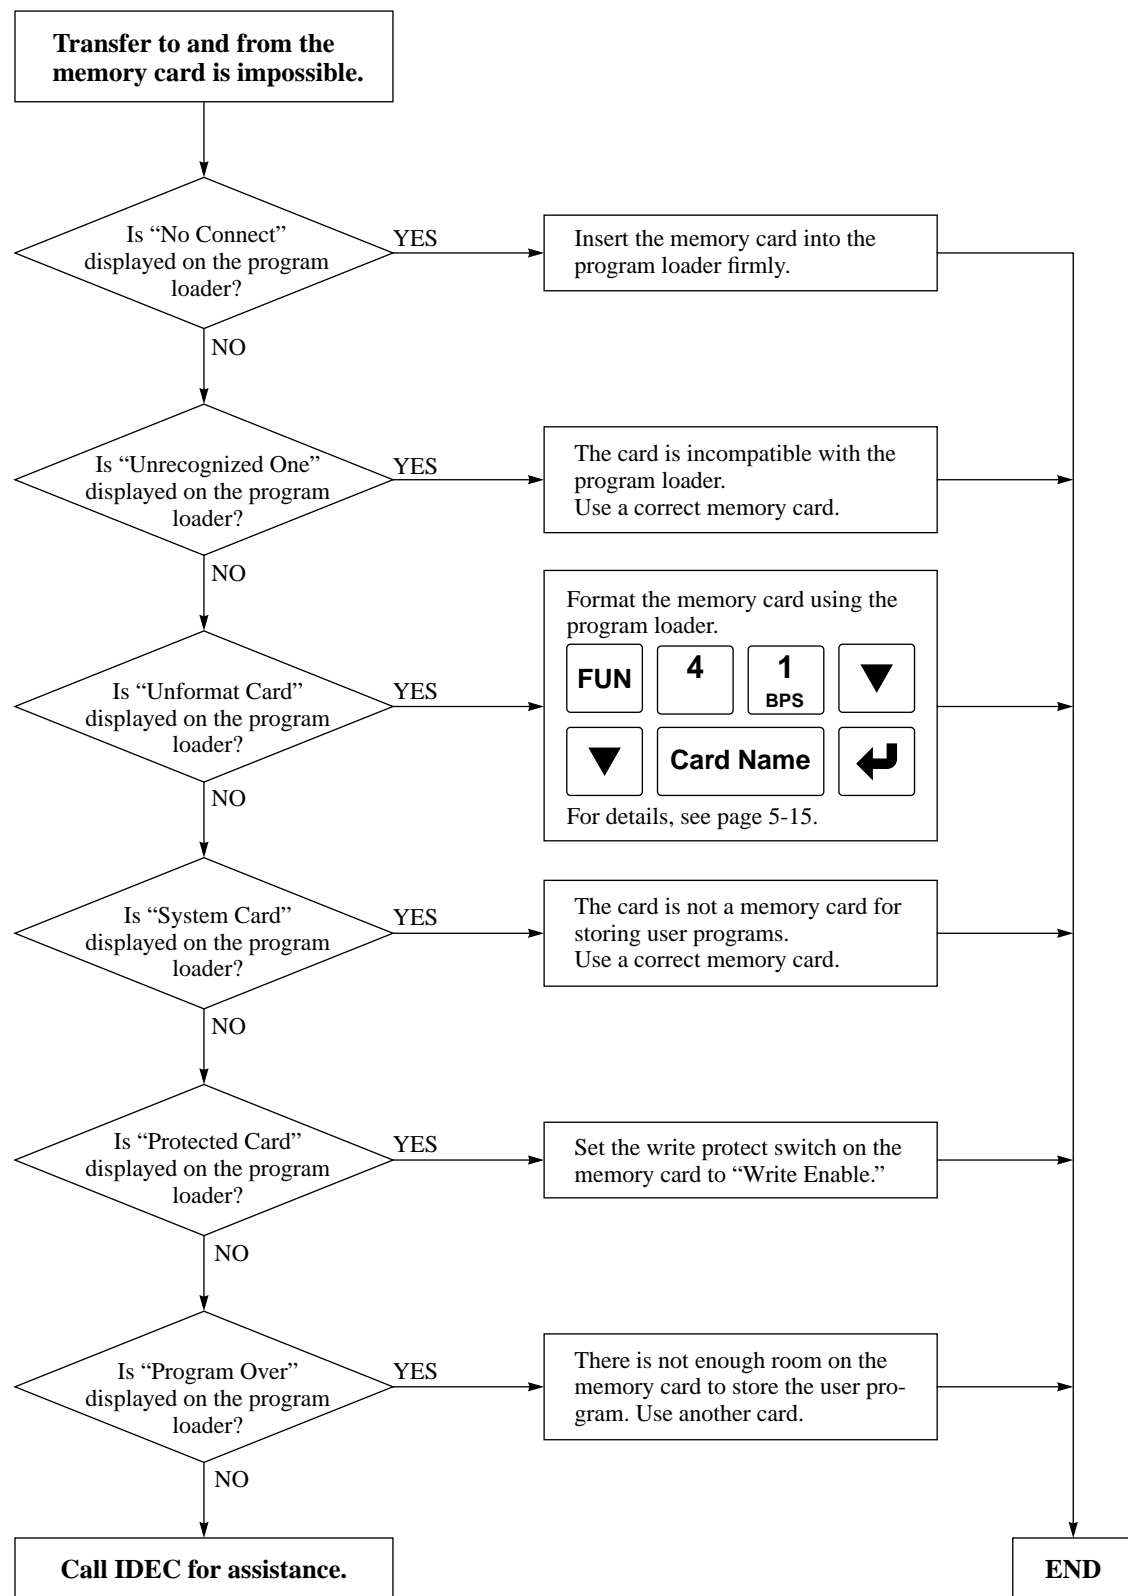 Transfer to and from the
memory card is impossible.
Is “No Connect”
displayed on the program
loader?
YES
Insert the memory card into the
program loader firmly.
NO
Is “Unrecognized One”
displayed on the program
loader?
YES
The card is incompatible with the
program loader.
Use a correct memory card.
NO
Is “Unformat Card”
displayed on the program
loader?
YES
Format the memory card using the
program loader.
FUN 4 1 ▼
BPS
▼ Card Name
For details, see page 5-15.
NO
Is “System Card”
displayed on the program
loader?
YES
The card is not a memory card for
storing user programs.
Use a correct memory card.
NO
Is “Protected Card”
displayed on the program
loader?
YES
Set the write protect switch on the
memory card to “Write Enable.”
NO
Is “Program Over”
displayed on the program
loader?
YES
There is not enough room on the
memory card to store the user pro-
gram. Use another card.
NO
Call IDEC for assistance.
END